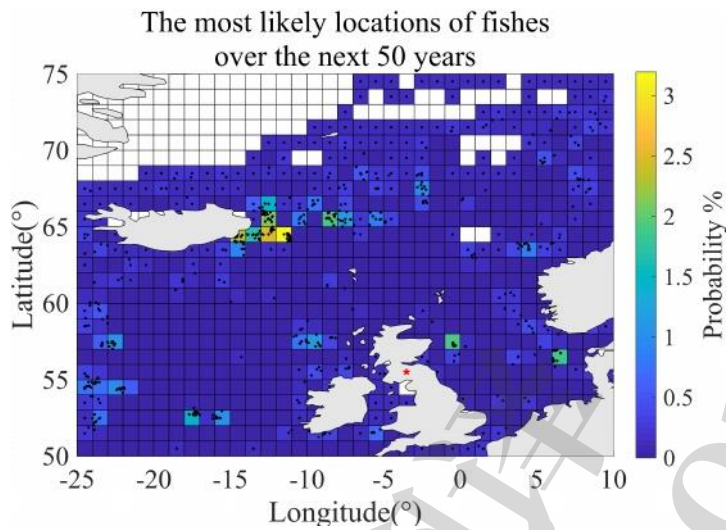 The most likely locations of fishes
over the next 50 years
75
70
65
60
55
50
Latitude(°)
-25 -20 -15 -10 -5 0 5 10
Longitude(°)
3
2.5
2
1.5
1
0.5
0
Probability %